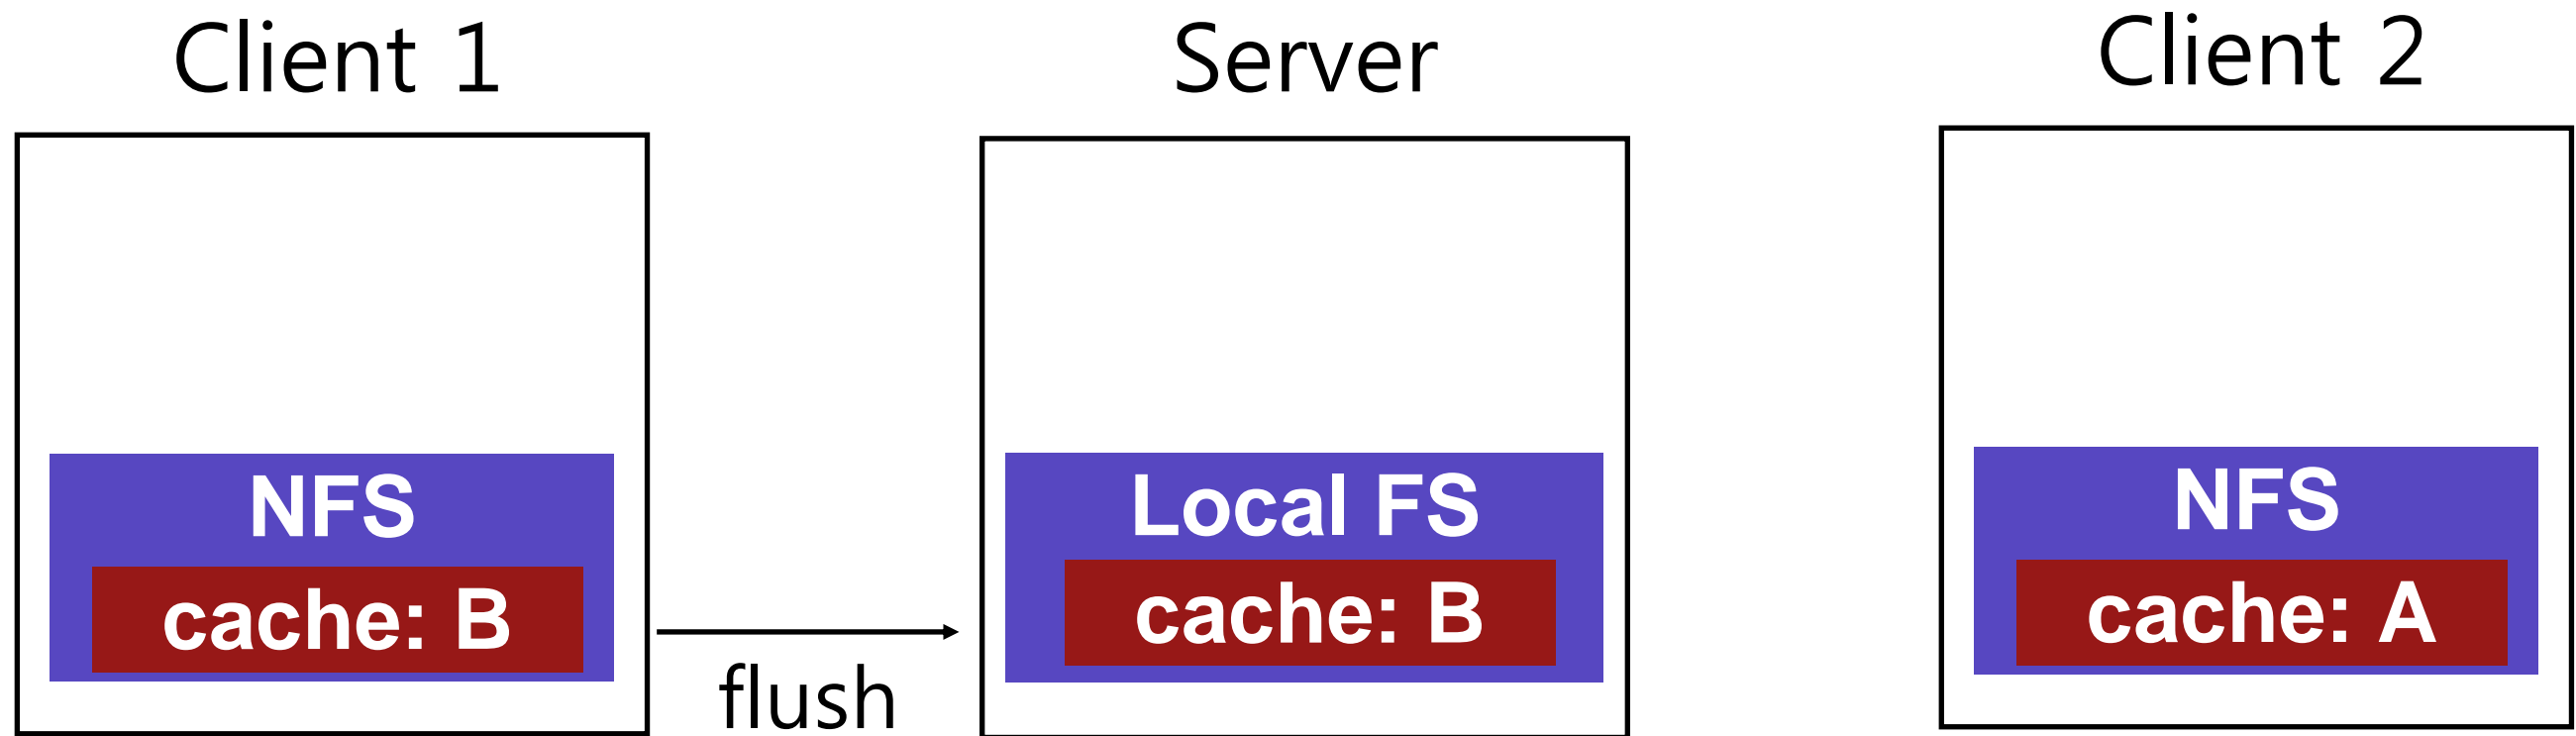 Client 1
Server
Client 2
NFS
cache: B
flush
Local FS
cache: B
NFS
cache: A